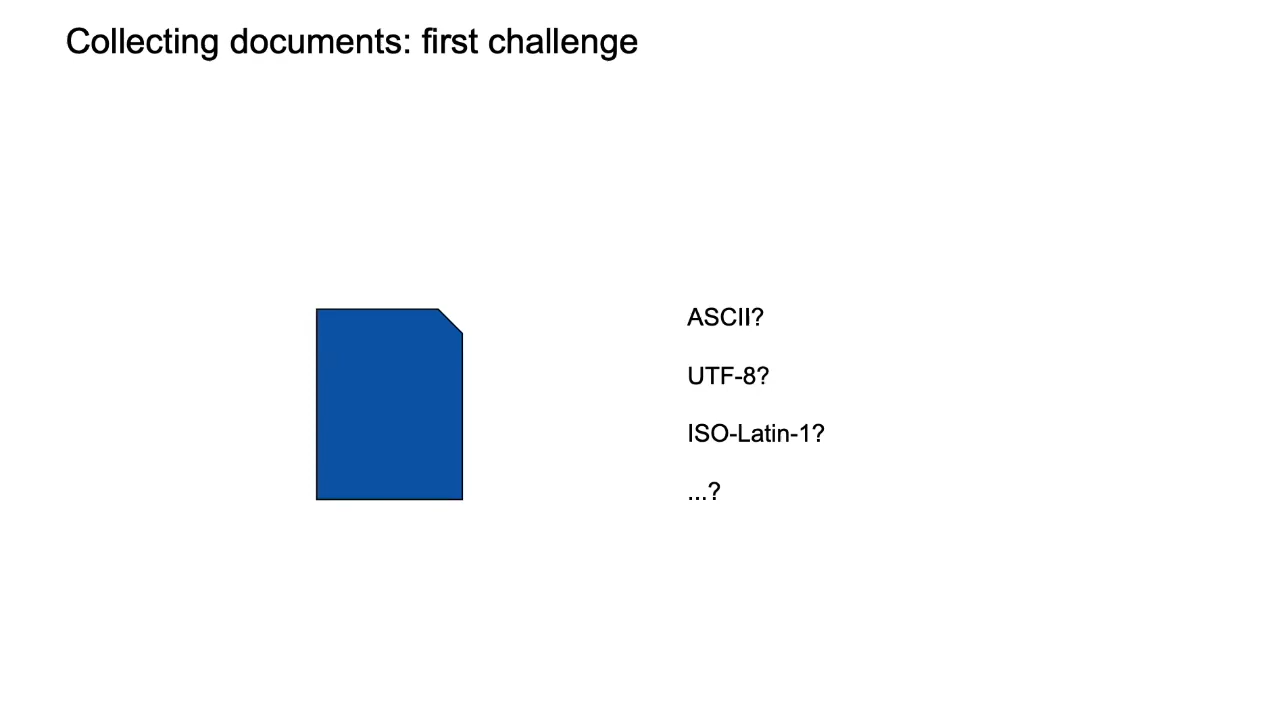 Collecting documents: first challenge
ASCII?
UTF-8?
ISO-Latin-1?
...?